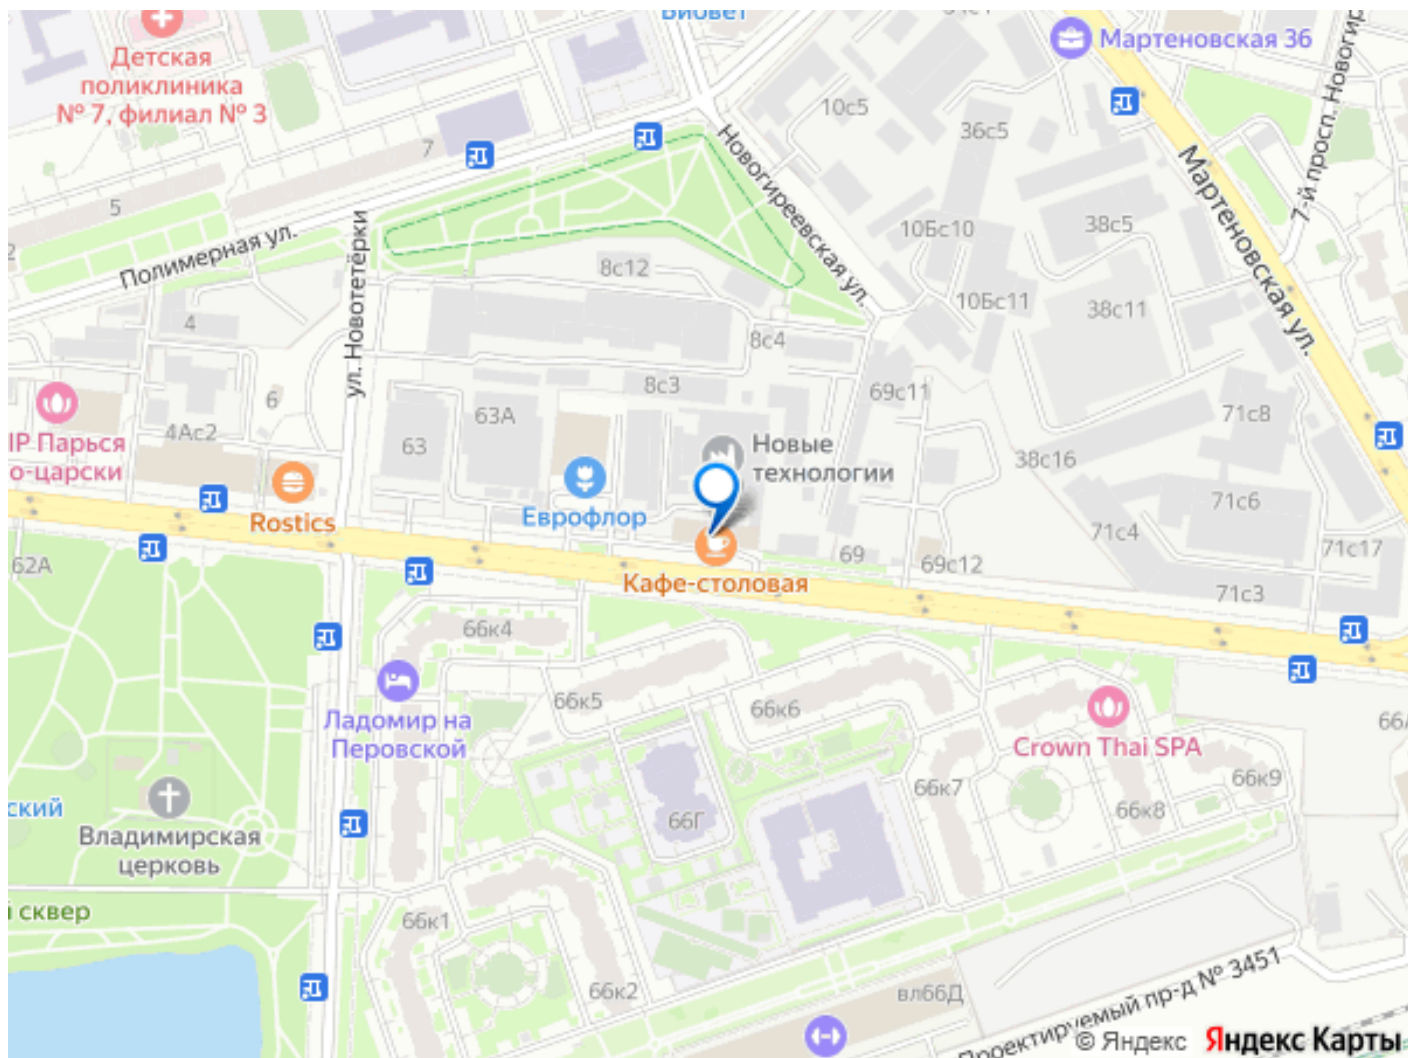 Бибвет
Мартеновская 36
Детская
поликлиника
№ 7, филиал № 3
7
5
10с5
36с5
Новогиреевская ул.
Мартеновская ул.
7-й просп. Новогир
Полимерная ул.
ул. Новотетёрки
10Бс10
38с5
8с12
10Бс11
38с11
4
8с4
8с3
69с11
6
63А
63
4Ас2
71с8
IP Парься
о-царски
Новые
технологии
38с16
71с6
Rostics
Еврофлор
71с4
71с17
62А
69
69с12
Кафе-столовая
71с3
66к4
66к5
66к6
Ладомир на
Перовской
Crown Thai SPA
66к7
66к8
66к9
66Г
ский
Владимирская
церковь
й сквер
66к1
66к2
вл66Д
Проектируемый пр-д № 3451
© Яндекс Яндекс Карты